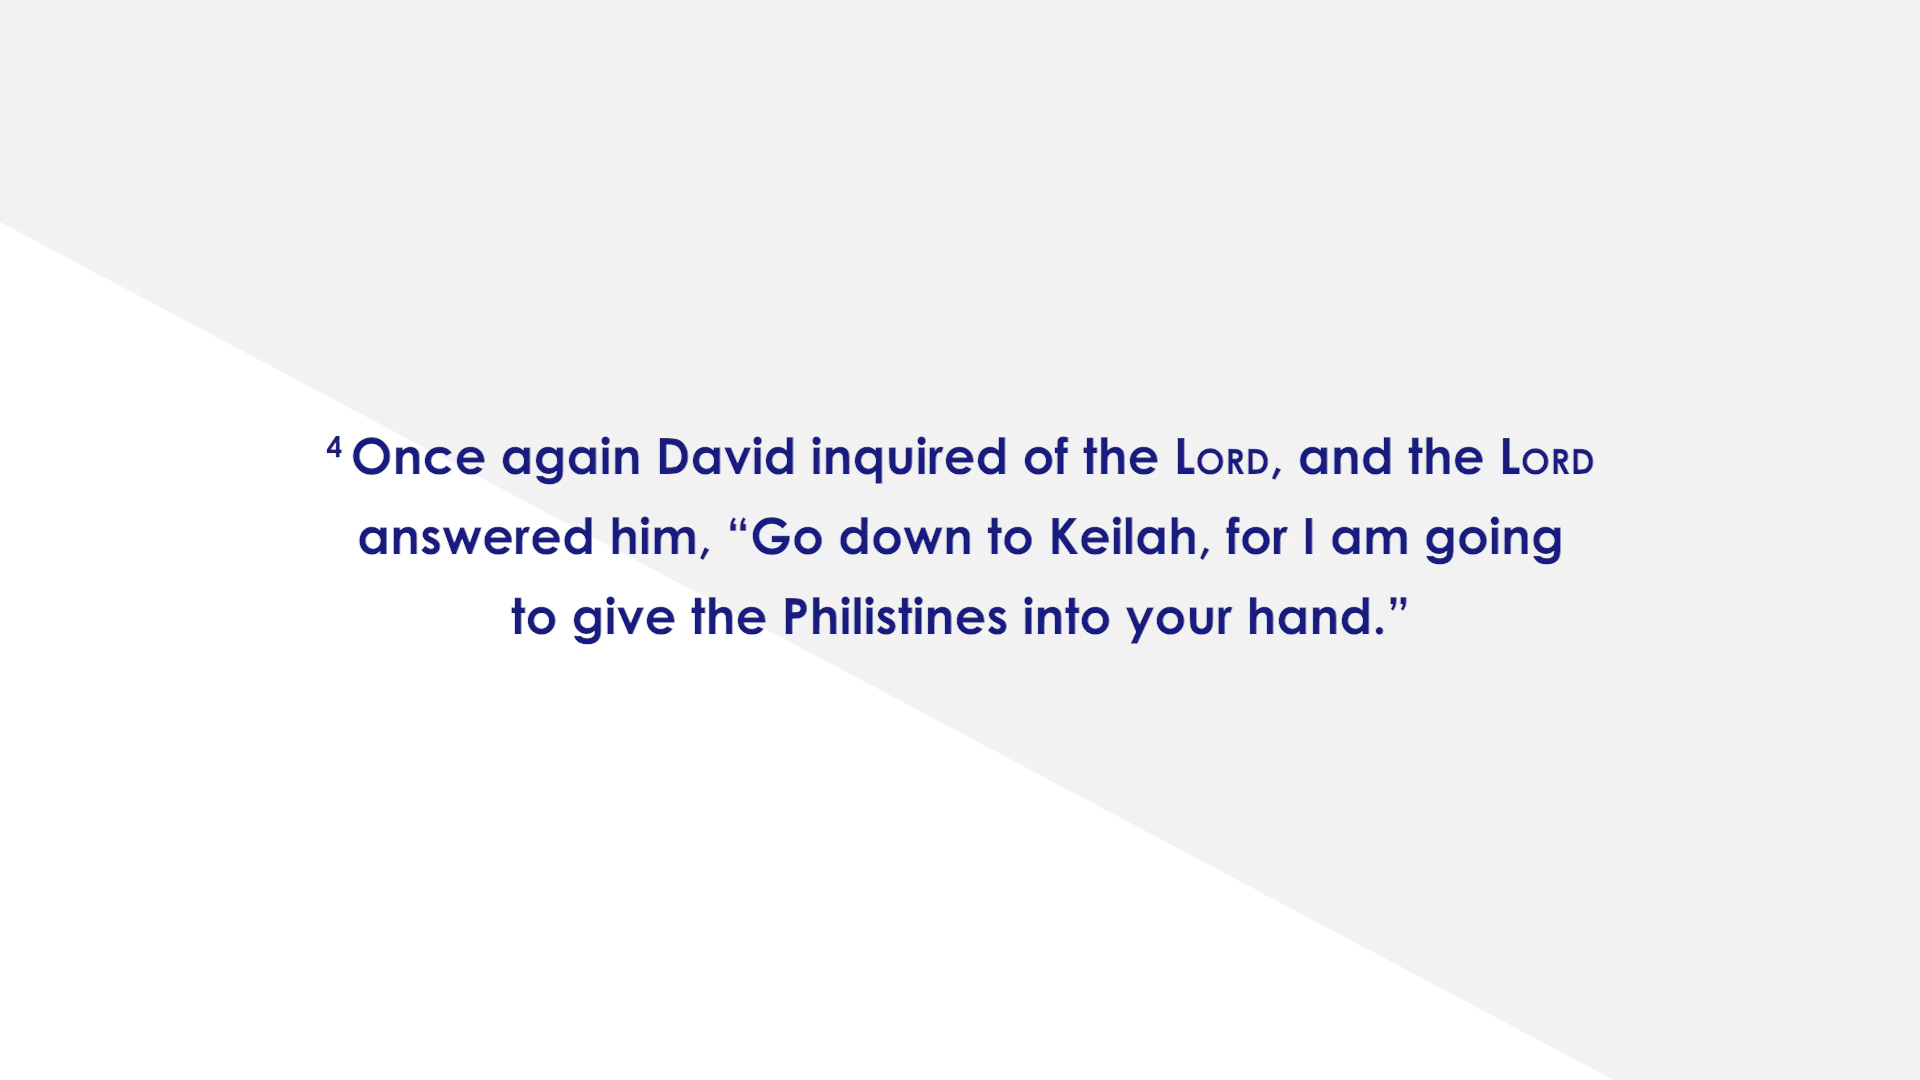 ⁴ Once again David inquired of the LORD, and the LORD
answered him, “Go down to Keilah, for I am going
to give the Philistines into your hand.”